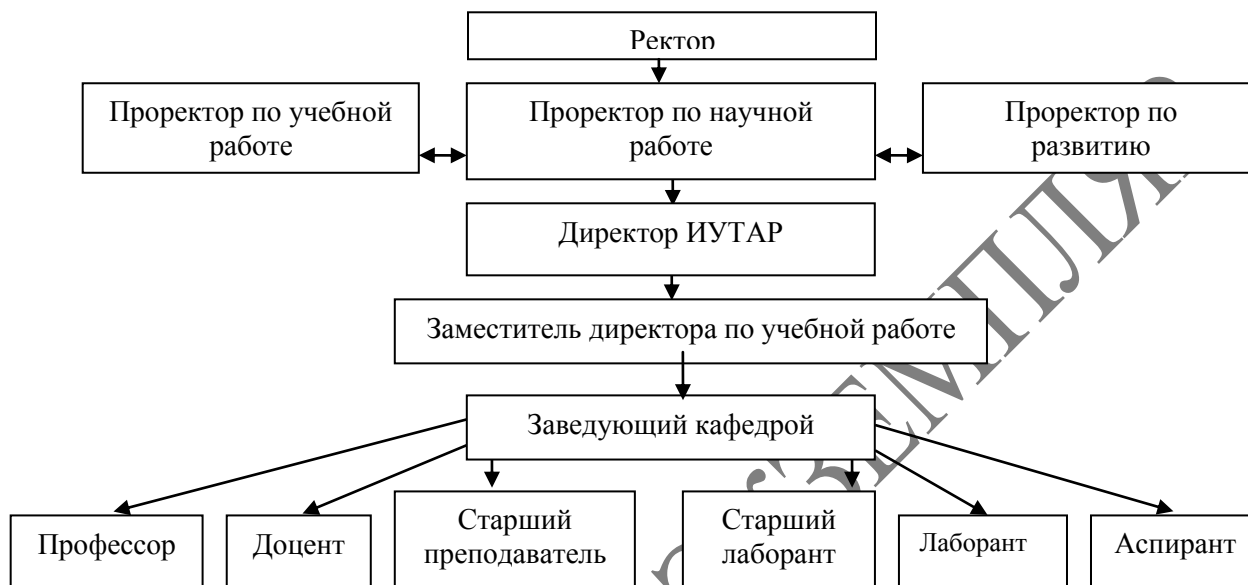 Ректор
Проректор по учебной
работе
Проректор по научной
работе
Проректор по
развитию
Директор ИУТАР
Заместитель директора по учебной работе
Заведующий кафедрой
Профессор
Доцент
Старший
преподаватель
Старший
лаборант
Лаборант
Аспирант